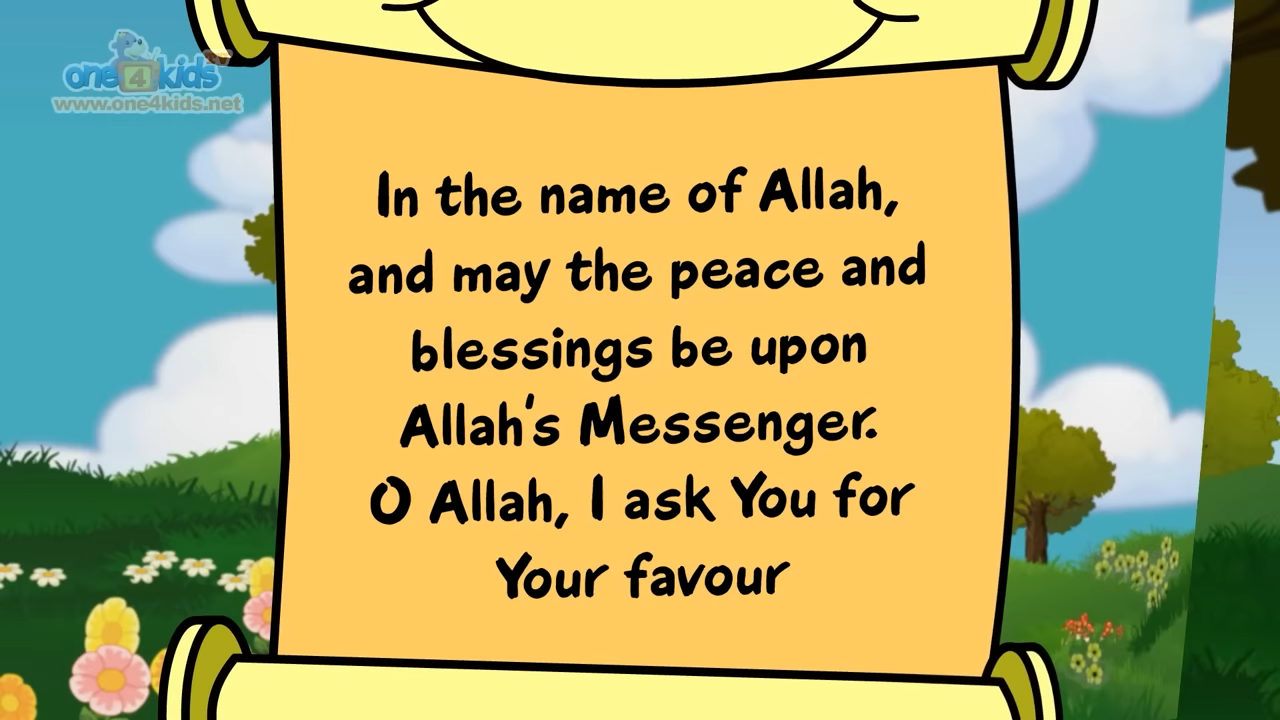 one4kids
www.one4kids.net
In the name of Allah,
and may the peace and
blessings be upon
Allah's Messenger.
O Allah, I ask You for
Your favour